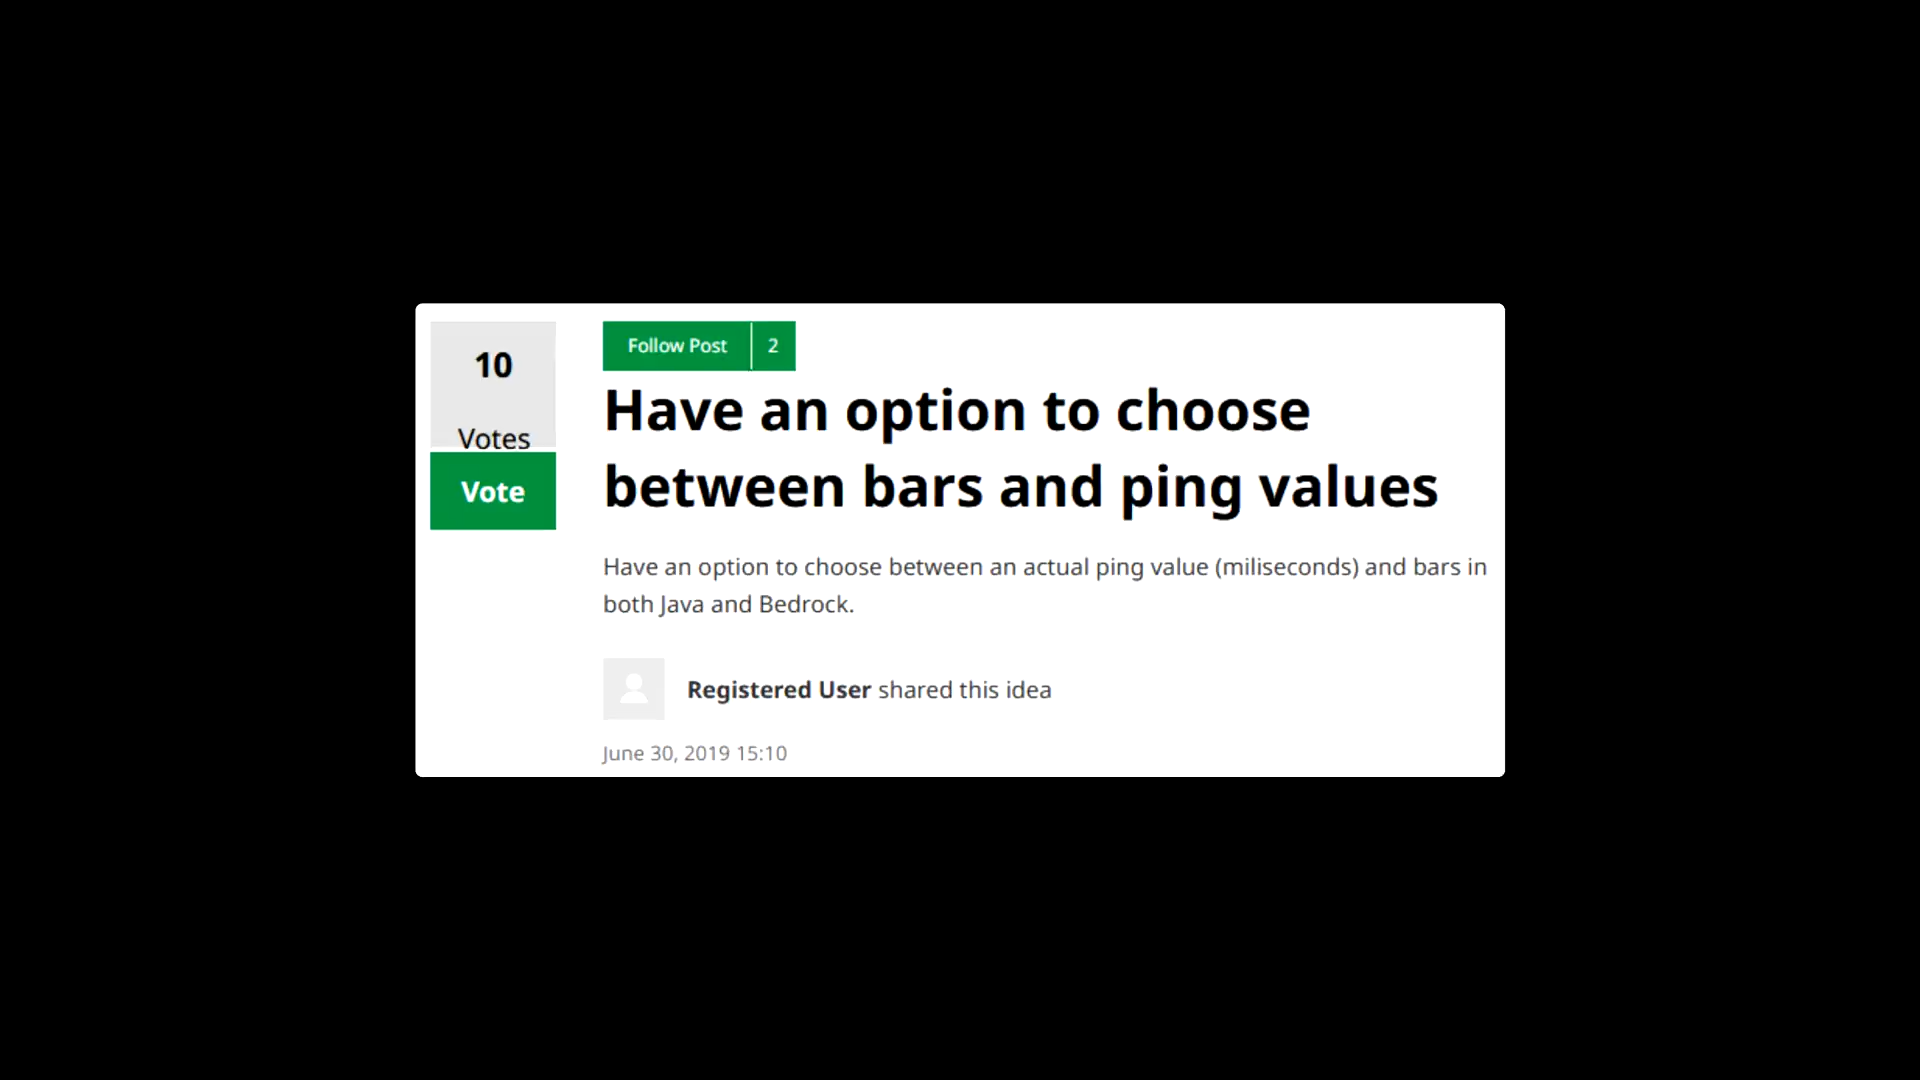 10
Votes
Vote
Follow Post 2
Have an option to choose
between bars and ping values
Have an option to choose between an actual ping value (miliseconds) and bars in
both Java and Bedrock.
Registered User shared this idea
June 30, 2019 15:10